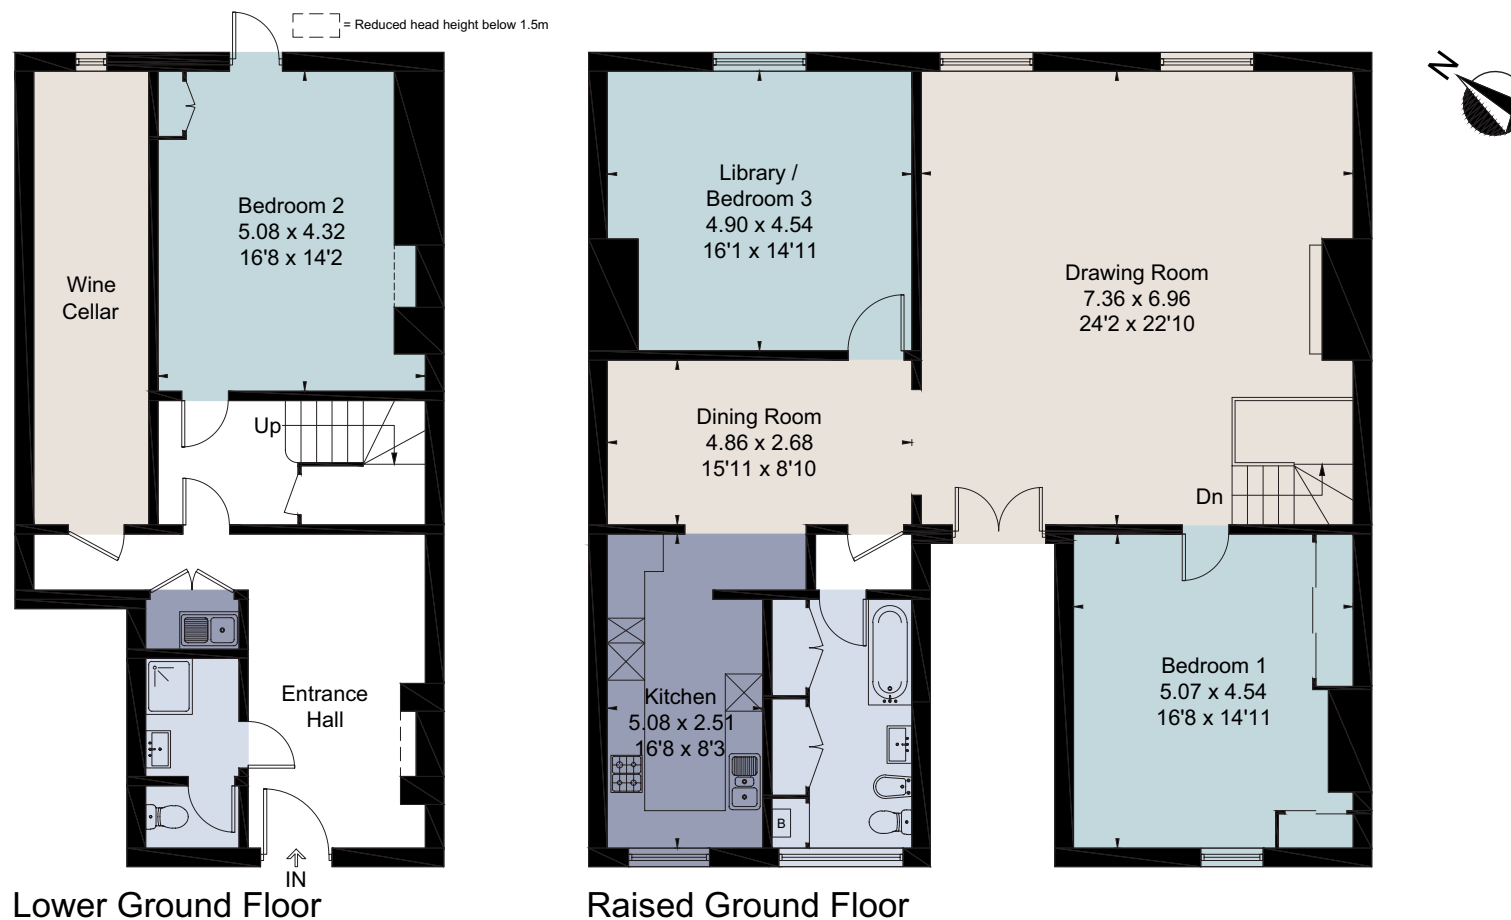 = Reduced head height below 1.5m
N
Bedroom 2
5.08 x 4.32
16'8 x 14'2
Wine
Cellar
Up
Entrance
Hall
IN
Lower Ground Floor
Library /
Bedroom 3
4.90 x 4.54
16'1 x 14'11
Drawing Room
7.36 x 6.96
24'2 x 22'10
Dining Room
4.86 x 2.68
15'11 x 8'10
Dn
Kitchen
5.08 x 2.51
16'8 x 8'3
B
Bedroom 1
5.07 x 4.54
16'8 x 14'11
Raised Ground Floor